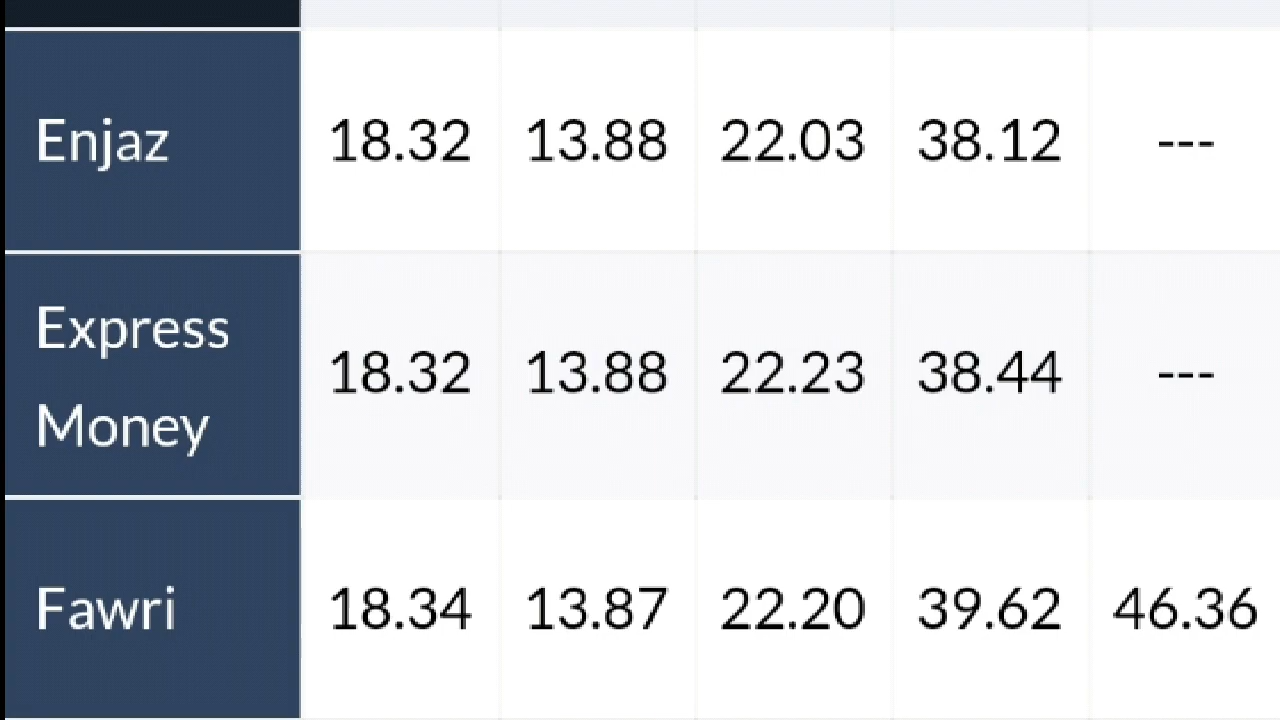 Enjaz 18.32 13.88 22.03 38.12 ---
Express
Money 18.32 13.88 22.23 38.44 ---
Fawri 18.34 13.87 22.20 39.62 46.36